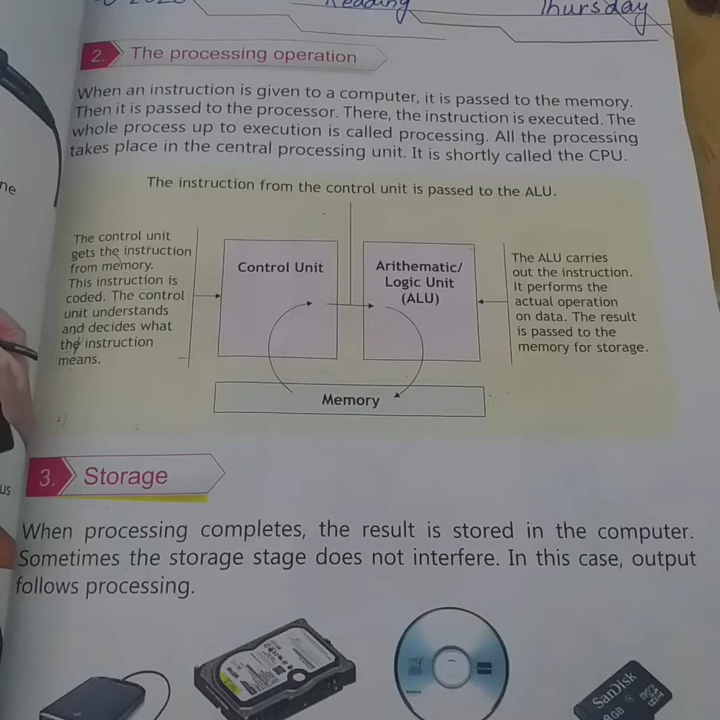 Reading
Thursday
2. The processing operation
When an instruction is given to a computer, it is passed to the memory.
Then it is passed to the processor. There, the instruction is executed. The
whole process up to execution is called processing. All the processing
takes place in the central processing unit. It is shortly called the CPU.
The instruction from the control unit is passed to the ALU.
The control unit
gets the instruction
from memory.
This instruction is
coded. The control
unit understands
and decides what
the instruction
means.
Control Unit
Arithematic/
Logic Unit
(ALU)
The ALU carries
out the instruction.
It performs the
actual operation
on data. The result
is passed to the
memory for storage.
Memory
3. Storage
When processing completes, the result is stored in the computer.
Sometimes the storage stage does not interfere. In this case, output
follows processing.
SanDisk
8GB